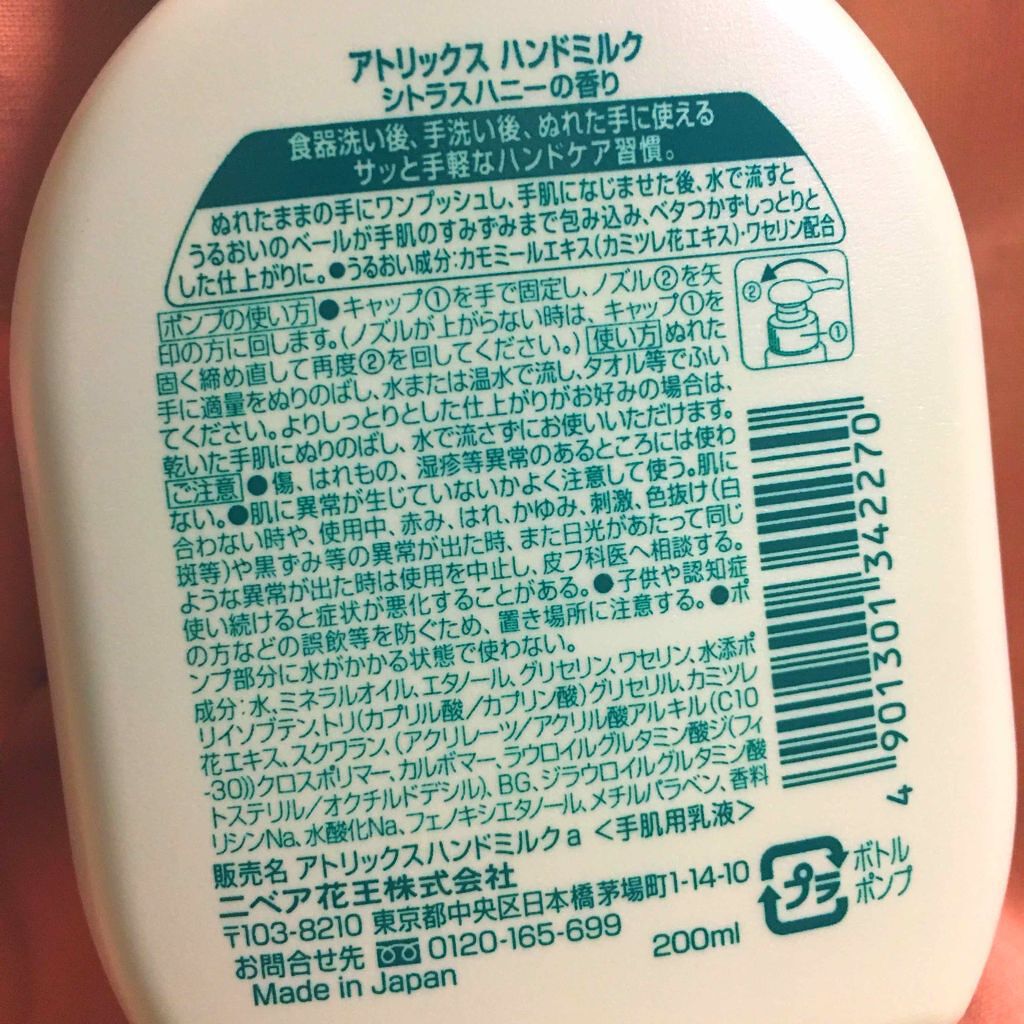 アトリックス ハンドミルク
シトラスハニーの香り
食器洗い後、手洗い後、ぬれた手に使える
サッと手軽なハンドケア習慣。
ぬれたままの手にワンプッシュし、手肌になじませた後、水で流すと
うるおいのベールが手肌のすみずみまで包み込み、ベタつかずしっとりと
した仕上がりに。●うるおい成分:カモミールエキス(カミツレ花エキス)・ワセリン配合
ポンプの使い方 ●キャップ①を手で固定し、ノズル②を矢
印の方に回します。(ノズルが上がらない時は、キャップ①を
固く締め直して再度②を回してください。) 使い方 ぬれた
手に適量をぬりのばし、水または温水で流し、タオル等でふい
てください。よりしっとりとした仕上がりがお好みの場合は、
乾いた手肌にぬりのばし、水で流さずにお使いいただけます。
ご注意 ●傷、はれもの、湿疹等異常のあるところには使わ
ない。●肌に異常が生じていないかよく注意して使う。肌に
合わない時や、使用中、赤み、はれ、かゆみ、刺激、色抜け(白
斑等)や黒ずみ等の異常が出た時、また日光があたって同じ
ような異常が出た時は使用を中止し、皮フ科医へ相談する。
使い続けると症状が悪化することがある。●子供や認知症
の方などの誤飲等を防ぐため、置き場所に注意する。●ポ
ンプ部分に水がかかる状態で使わない。
成分:水、ミネラルオイル、エタノール、グリセリン、ワセリン、水添ポ
リイソブテン、トリ(カプリル酸/カプリン酸)グリセリル、カミツレ
花エキス、スクワラン、(アクリレーツ/アクリル酸アルキル(C10
-30))クロスポリマー、カルボマー、ラウロイルグルタミン酸ジ(フィ
トステリル/オクチルドデシル)、BG、ジラウロイルグルタミン酸
リシンNa、水酸化Na、フェノキシエタノール、メチルパラベン、香料
販売名 アトリックスハンドミルクa <手肌用乳液>
ニベア花王株式会社
〒103-8210 東京都中央区日本橋茅場町1-14-10
お問合せ先 0120-165-699
Made in Japan
200ml
② ①
4 901301 342270
プラ
ボトル
ポンプ